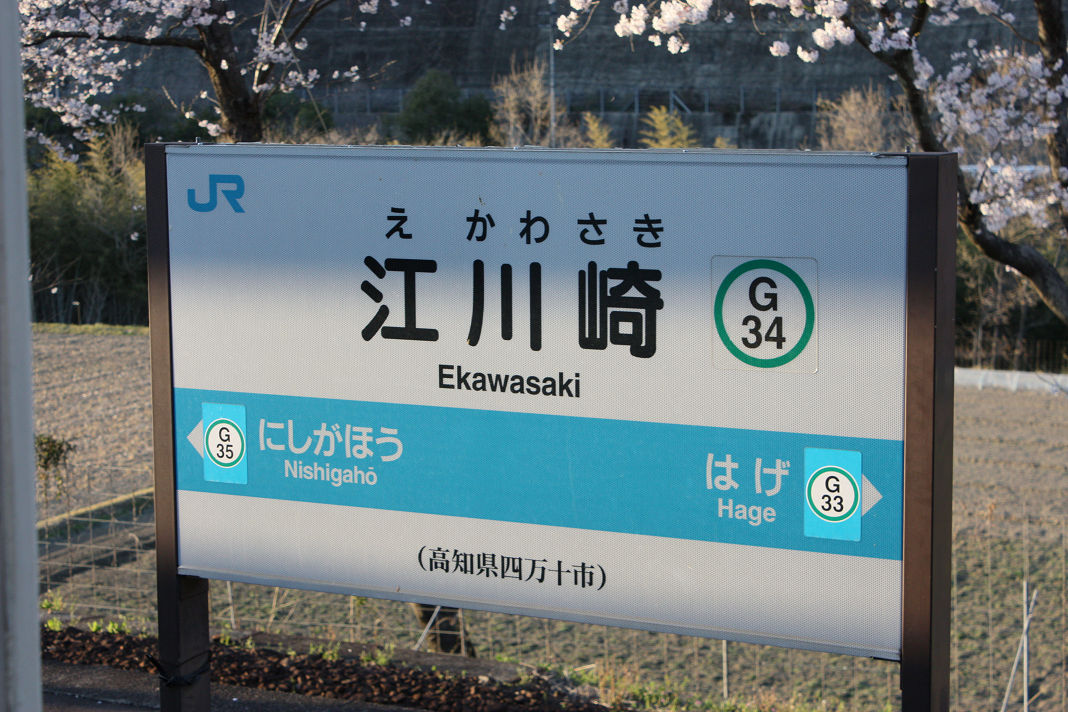 JR
えかわさき
江川崎
G
34
Ekawasaki
G
35
にしがほう
Nishigahō
はげ
Hage
G
33
(高知県四万十市)